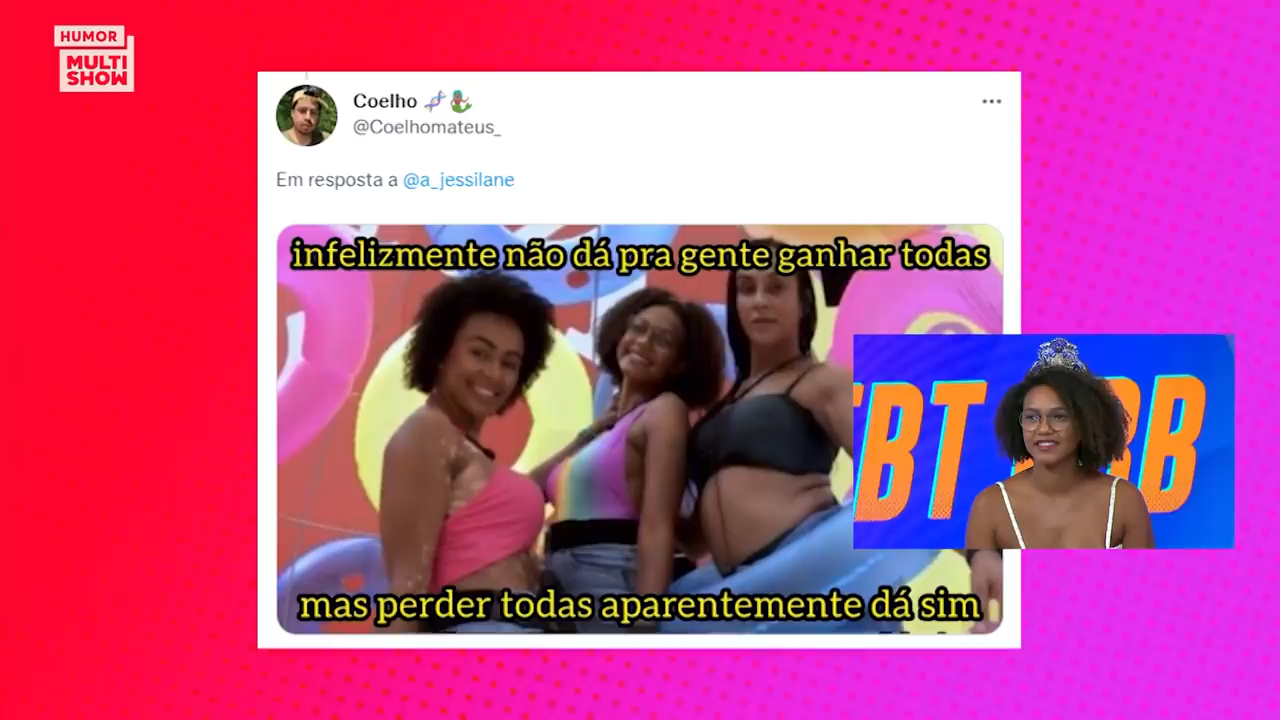 HUMOR
MULTI
SHOW
Coelho
@Coelhomateus_
Em resposta a @a_jessilane
infelizmente não dá pra gente ganhar todas
mas perder todas aparentemente dá sim